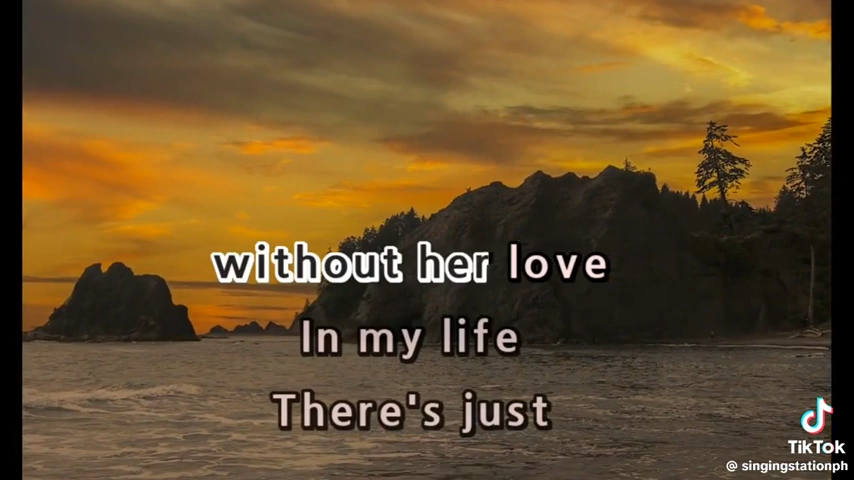 without her love
In my life
There's just
TikTok
@ singingstationph